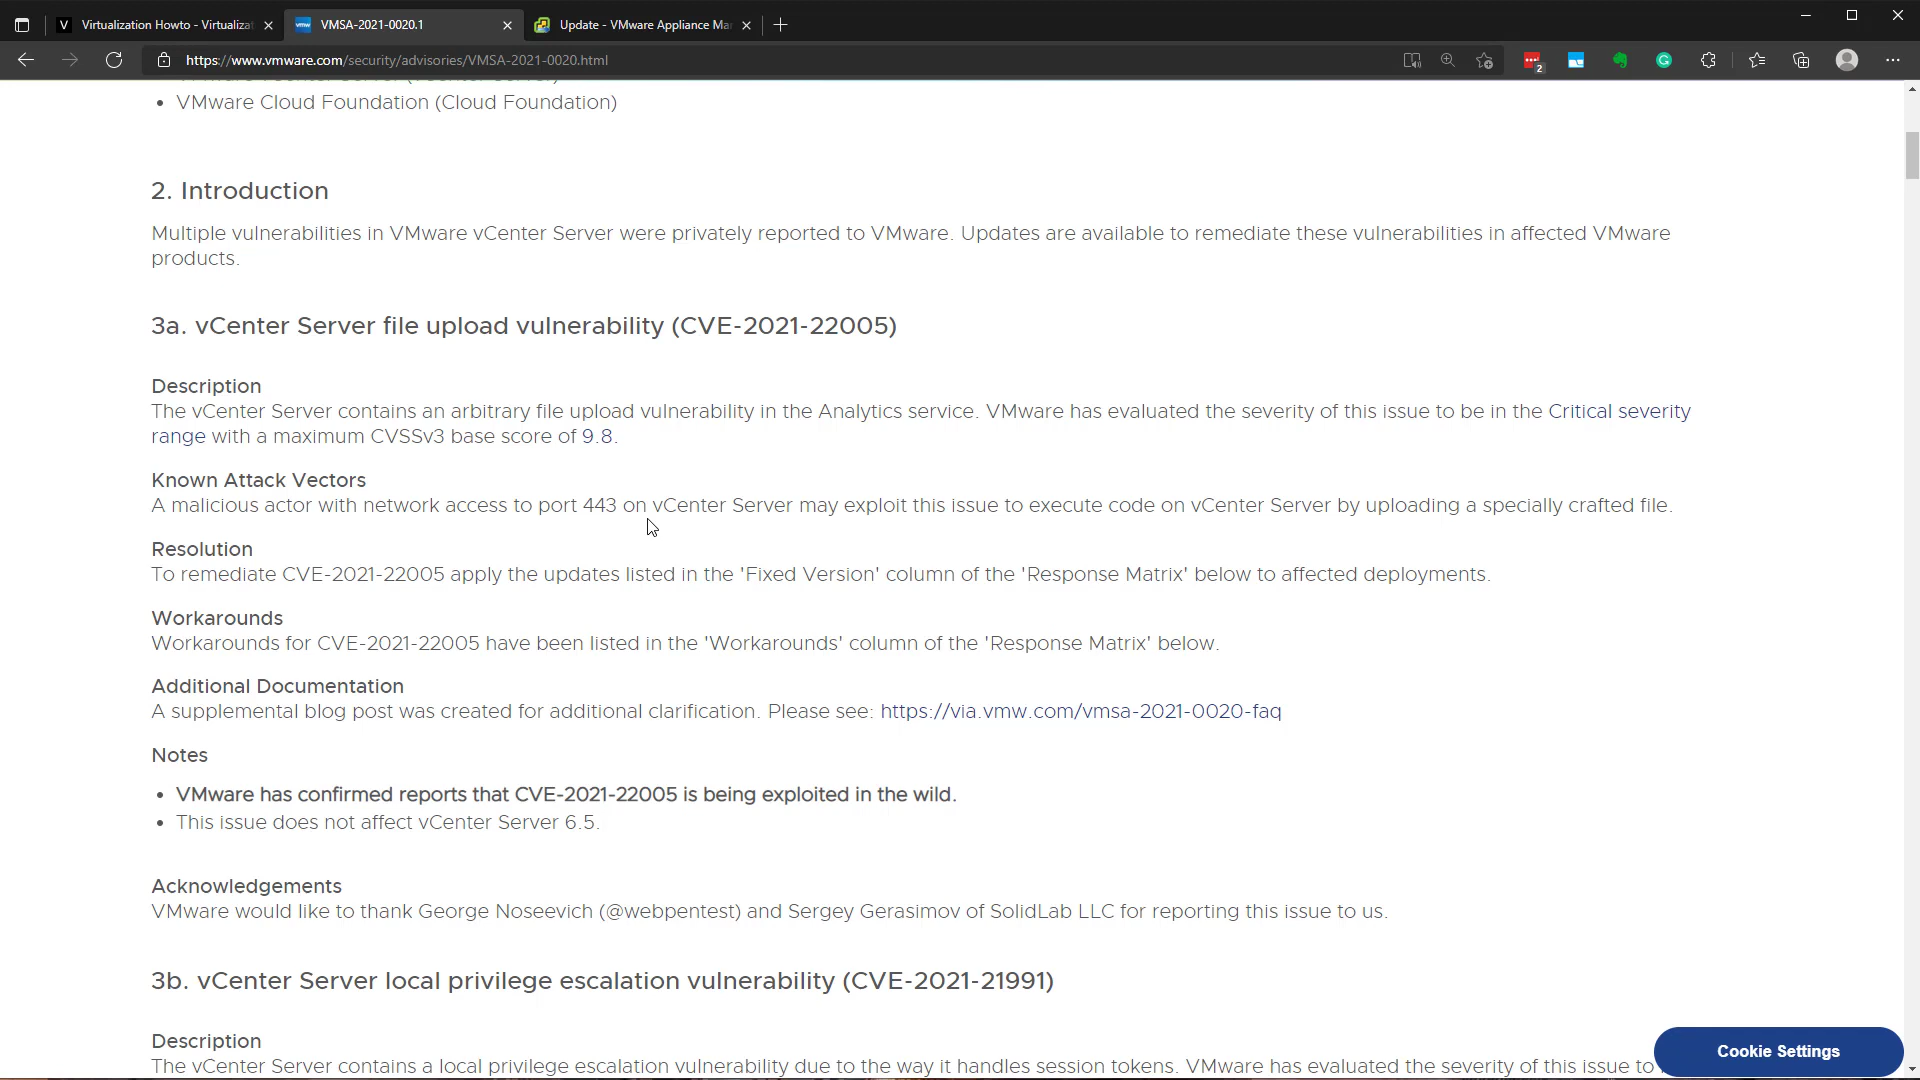 Virtualization Howto - Virtualiza
VMSA-2021-0020.1
Update - VMware Appliance Ma
https://www.vmware.com/security/advisories/VMSA-2021-0020.html
2
VMware Cloud Foundation (Cloud Foundation)
2. Introduction
Multiple vulnerabilities in VMware vCenter Server were privately reported to VMware. Updates are available to remediate these vulnerabilities in affected VMware
products.
3a. vCenter Server file upload vulnerability (CVE-2021-22005)
Description
The vCenter Server contains an arbitrary file upload vulnerability in the Analytics service. VMware has evaluated the severity of this issue to be in the Critical severity
range with a maximum CVSSv3 base score of 9.8.
Known Attack Vectors
A malicious actor with network access to port 443 on vCenter Server may exploit this issue to execute code on vCenter Server by uploading a specially crafted file.
Resolution
To remediate CVE-2021-22005 apply the updates listed in the 'Fixed Version' column of the 'Response Matrix' below to affected deployments.
Workarounds
Workarounds for CVE-2021-22005 have been listed in the 'Workarounds' column of the 'Response Matrix' below.
Additional Documentation
A supplemental blog post was created for additional clarification. Please see: https://via.vmw.com/vmsa-2021-0020-faq
Notes
VMware has confirmed reports that CVE-2021-22005 is being exploited in the wild.
This issue does not affect vCenter Server 6.5.
Acknowledgements
VMware would like to thank George Noseevich (@webpentest) and Sergey Gerasimov of SolidLab LLC for reporting this issue to us.
3b. vCenter Server local privilege escalation vulnerability (CVE-2021-21991)
Description
The vCenter Server contains a local privilege escalation vulnerability due to the way it handles session tokens. VMware has evaluated the severity of this issue to
Cookie Settings